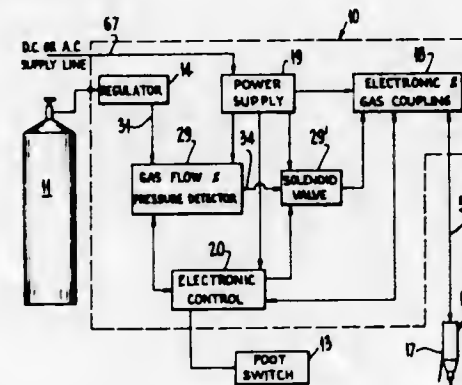 67
10
D.C. OR A.C.
SUPPLY LINE
REGULATOR
14
34
11
POWER
SUPPLY
19
ELECTRONIC &
GAS COUPLING
18
29
GAS FLOW &
PRESSURE DETECTOR
34
29'
SOLENOID
VALVE
20
ELECTRONIC
CONTROL
FOOT
SWITCH
13
17